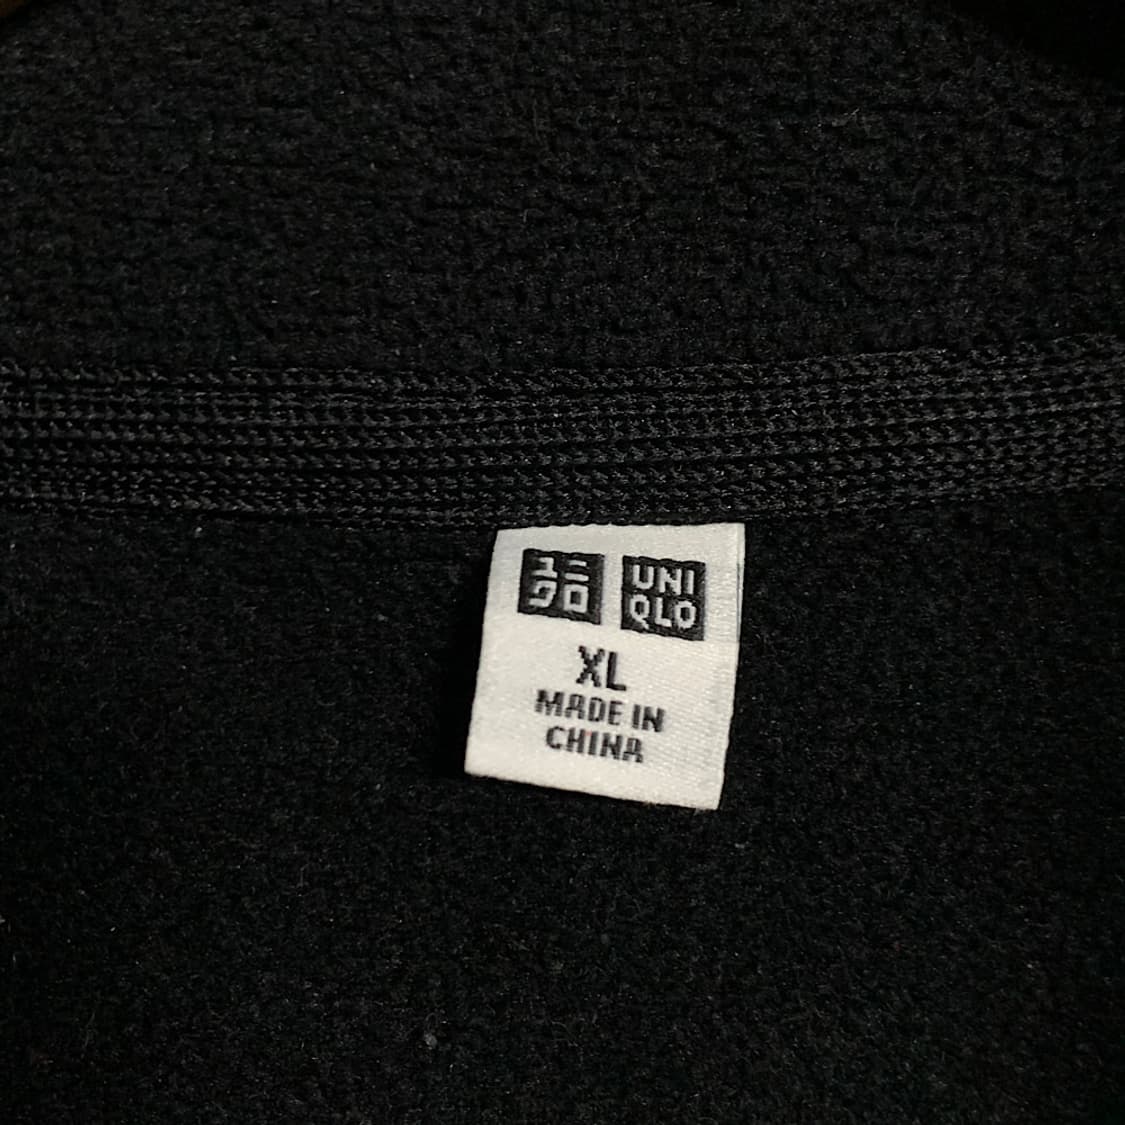 ユニ UNI
クロ QLO
XL
MADE IN
CHINA